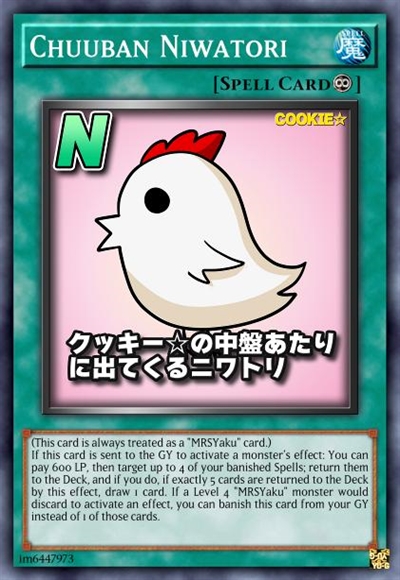 Chuuban Niwatori
SPELL
魔
[Spell Card]
N
COOKIE☆
クッキー☆の中盤あたり
に出てくるニワトリ
(This card is always treated as a "MRSYaku" card.)
If this card is sent to the GY to activate a monster's effect: You can
pay 600 LP, then target up to 4 of your banished Spells; return them
to the Deck, and if you do, if exactly 5 cards are returned to the Deck
by this effect, draw 1 card. If a Level 4 "MRSYaku" monster would
discard to activate an effect, you can banish this card from your GY
instead of 1 of those cards.
im6447973